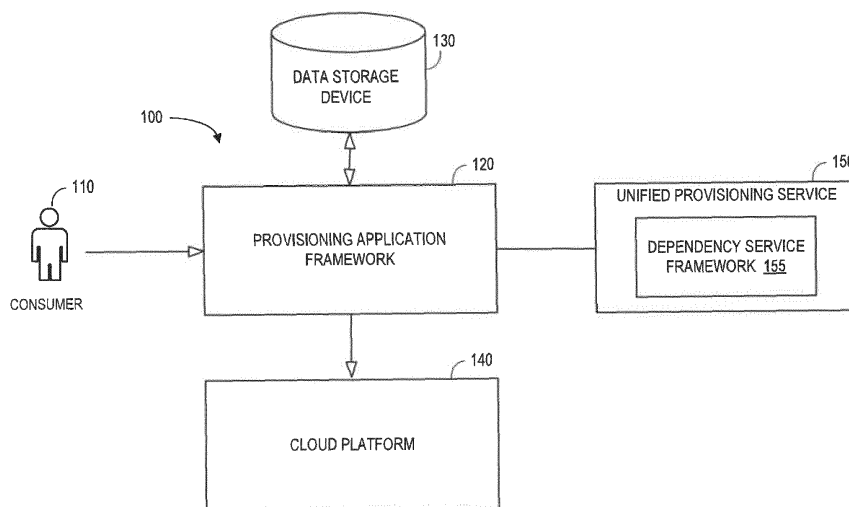 130
DATA STORAGE
DEVICE
100
120
110
150
UNIFIED PROVISIONING SERVICE
PROVISIONING APPLICATION
FRAMEWORK
DEPENDENCY SERVICE
FRAMEWORK 155
CONSUMER
140
CLOUD PLATFORM